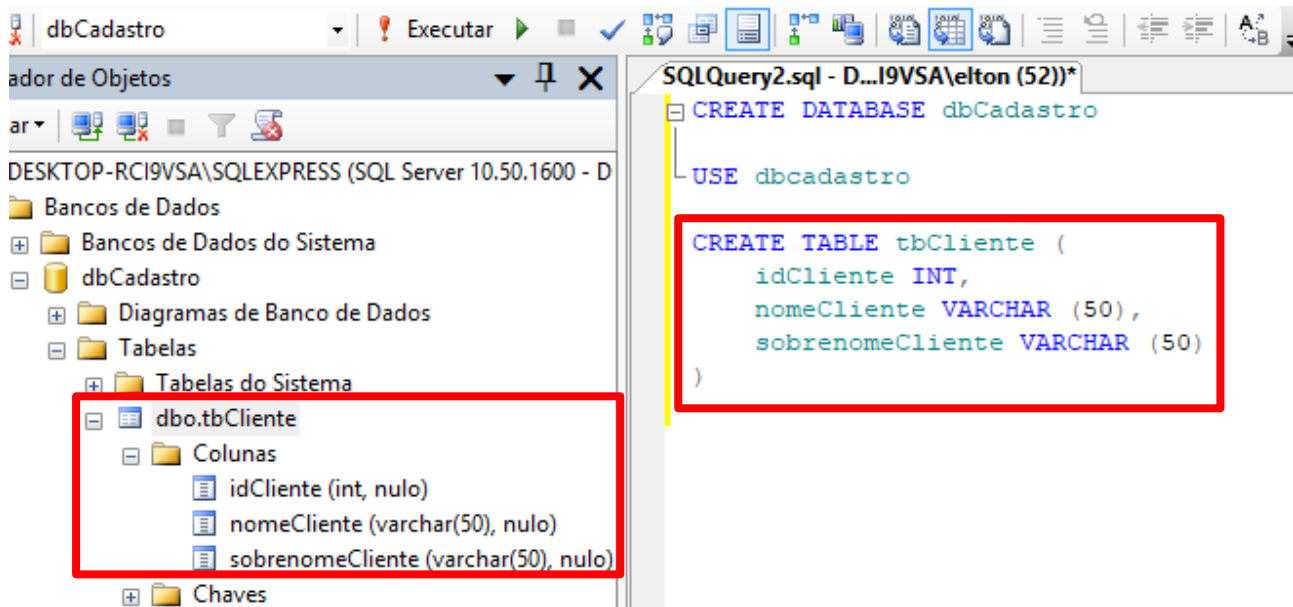 dbCadastro
Executar
ador de Objetos
ar
DESKTOP-RCI9VSA\SQLEXPRESS (SQL Server 10.50.1600 - D
Bancos de Dados
Bancos de Dados do Sistema
dbCadastro
Diagramas de Banco de Dados
Tabelas
Tabelas do Sistema
dbo.tbCliente
Colunas
idCliente (int, nulo)
nomeCliente (varchar(50), nulo)
sobrenomeCliente (varchar(50), nulo)
Chaves
SQLQuery2.sql - D...I9VSA\elton (52))*
CREATE DATABASE dbCadastro
USE dbcadastro
CREATE TABLE tbCliente (
idCliente INT,
nomeCliente VARCHAR (50),
sobrenomeCliente VARCHAR (50)
)